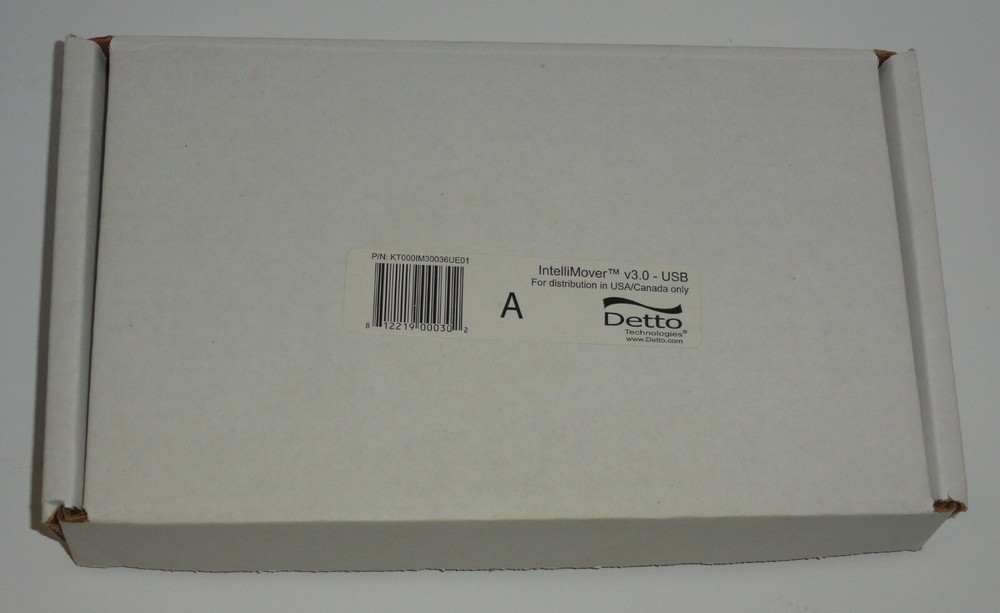 P/N: KT000IM30036UE01
8 12219 00030 2
A
IntelliMover™ v3.0 - USB
For distribution in USA/Canada only
Detto
Technologies®
www.Detto.com